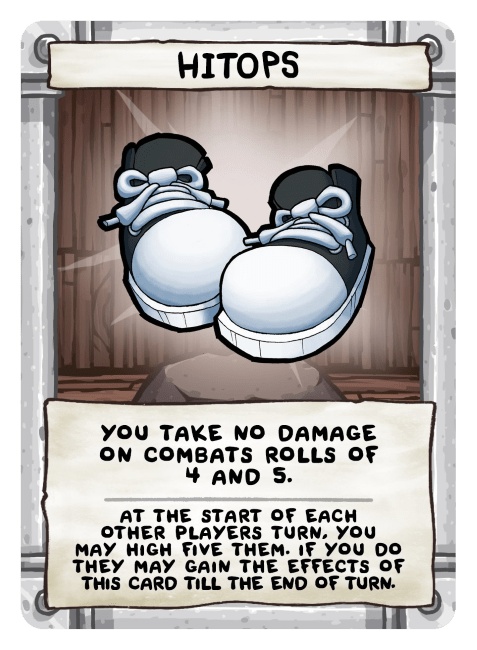 HITOPS
YOU TAKE NO DAMAGE
ON COMBATS ROLLS OF
4 AND 5.
AT THE START OF EACH
OTHER PLAYERS TURN, YOU
MAY HIGH FIVE THEM. IF YOU DO
THEY MAY GAIN THE EFFECTS OF
THIS CARD TILL THE END OF TURN.